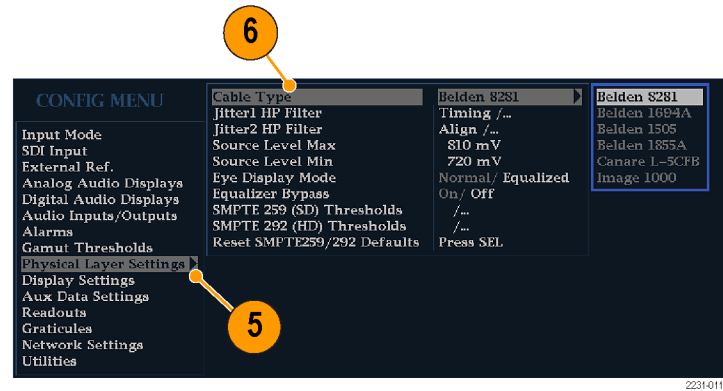 6
CONFIG MENU
Input Mode
SDI Input
External Ref.
Analog Audio Displays
Digital Audio Displays
Audio Inputs/Outputs
Alarms
Gamut Thresholds
Physical Layer Settings
Display Settings
Aux Data Settings
Readouts
Graticules
Network Settings
Utilities
Cable Type Belden 8281
Jitter1 HP Filter Timing /...
Jitter2 HP Filter Align /...
Source Level Max 810 mV
Source Level Min 720 mV
Eye Display Mode Normal/ Equalized
Equalizer Bypass On/ Off
SMPTE 259 (SD) Thresholds /...
SMPTE 292 (HD) Thresholds /...
Reset SMPTE259/292 Defaults Press SEL
Belden 8281
Belden 1694A
Belden 1505
Belden 1855A
Canare L-5CFB
Image 1000
5
2231-011